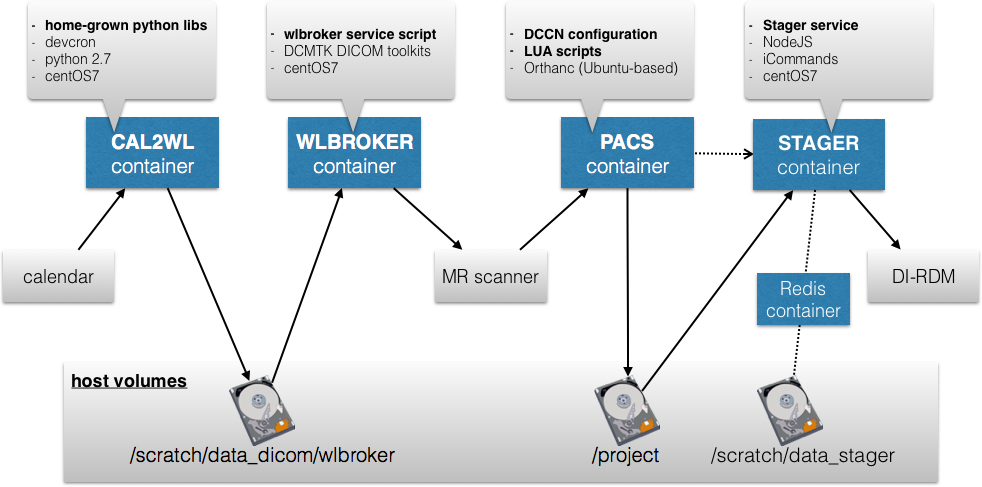 - home-grown python libs
- devcron
- python 2.7
- centOS7
- wlbroker service script
- DCMTK DICOM toolkits
- centOS7
- DCCN configuration
- LUA scripts
- Orthanc (Ubuntu-based)
- Stager service
- NodeJS
- iCommands
- centOS7
CAL2WL
container
WLBROKER
container
PACS
container
STAGER
container
calendar
MR scanner
Redis
container
DI-RDM
host volumes
/scratch/data_dicom/wlbroker
/project
/scratch/data_stager